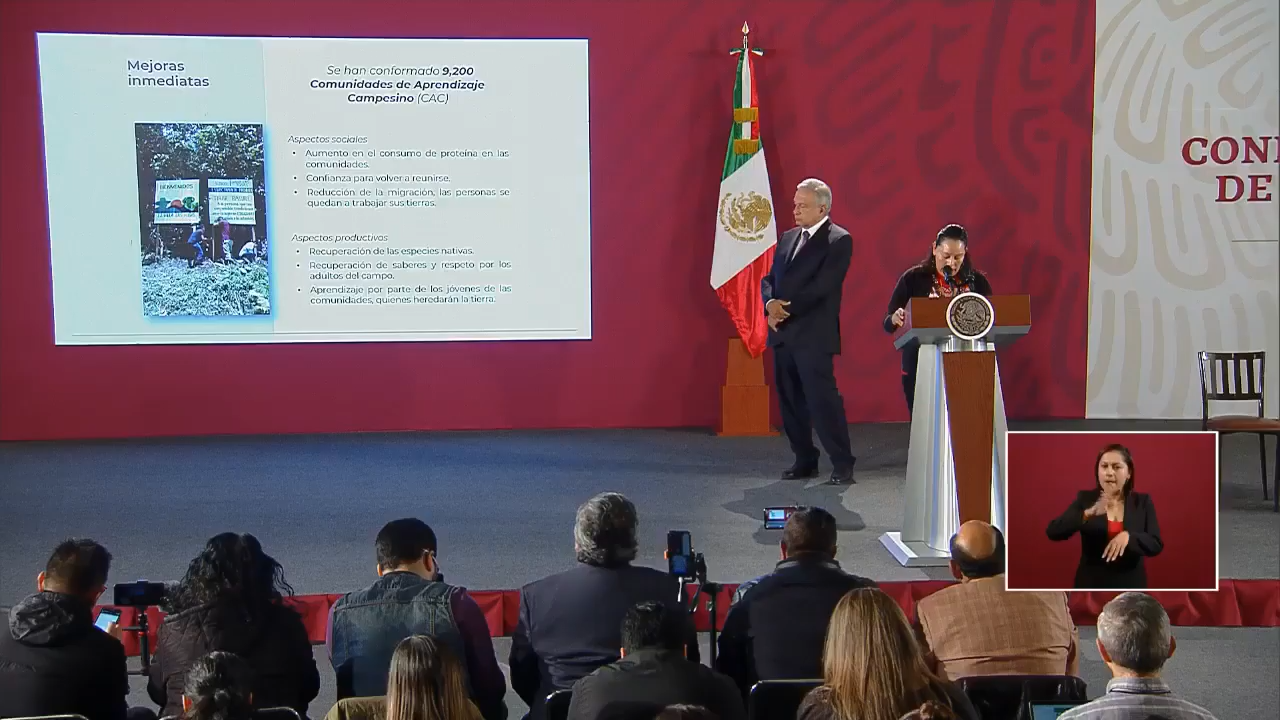 Mejoras
inmediatas
Se han conformado 9,200
Comunidades de Aprendizaje
Campesino (CAC)
Aspectos sociales
• Aumento en el consumo de proteína en las
comunidades.
• Confianza para volver a reunirse.
• Reducción de la migración, las personas se
quedan a trabajar sus tierras.
Aspectos productivos
• Recuperación de las especies nativas.
• Recuperación de saberes y respeto por los
adultos del campo.
• Aprendizaje por parte de los jóvenes de las
comunidades, quienes heredarán la tierra.
BIENVENIDOS
CON
DE